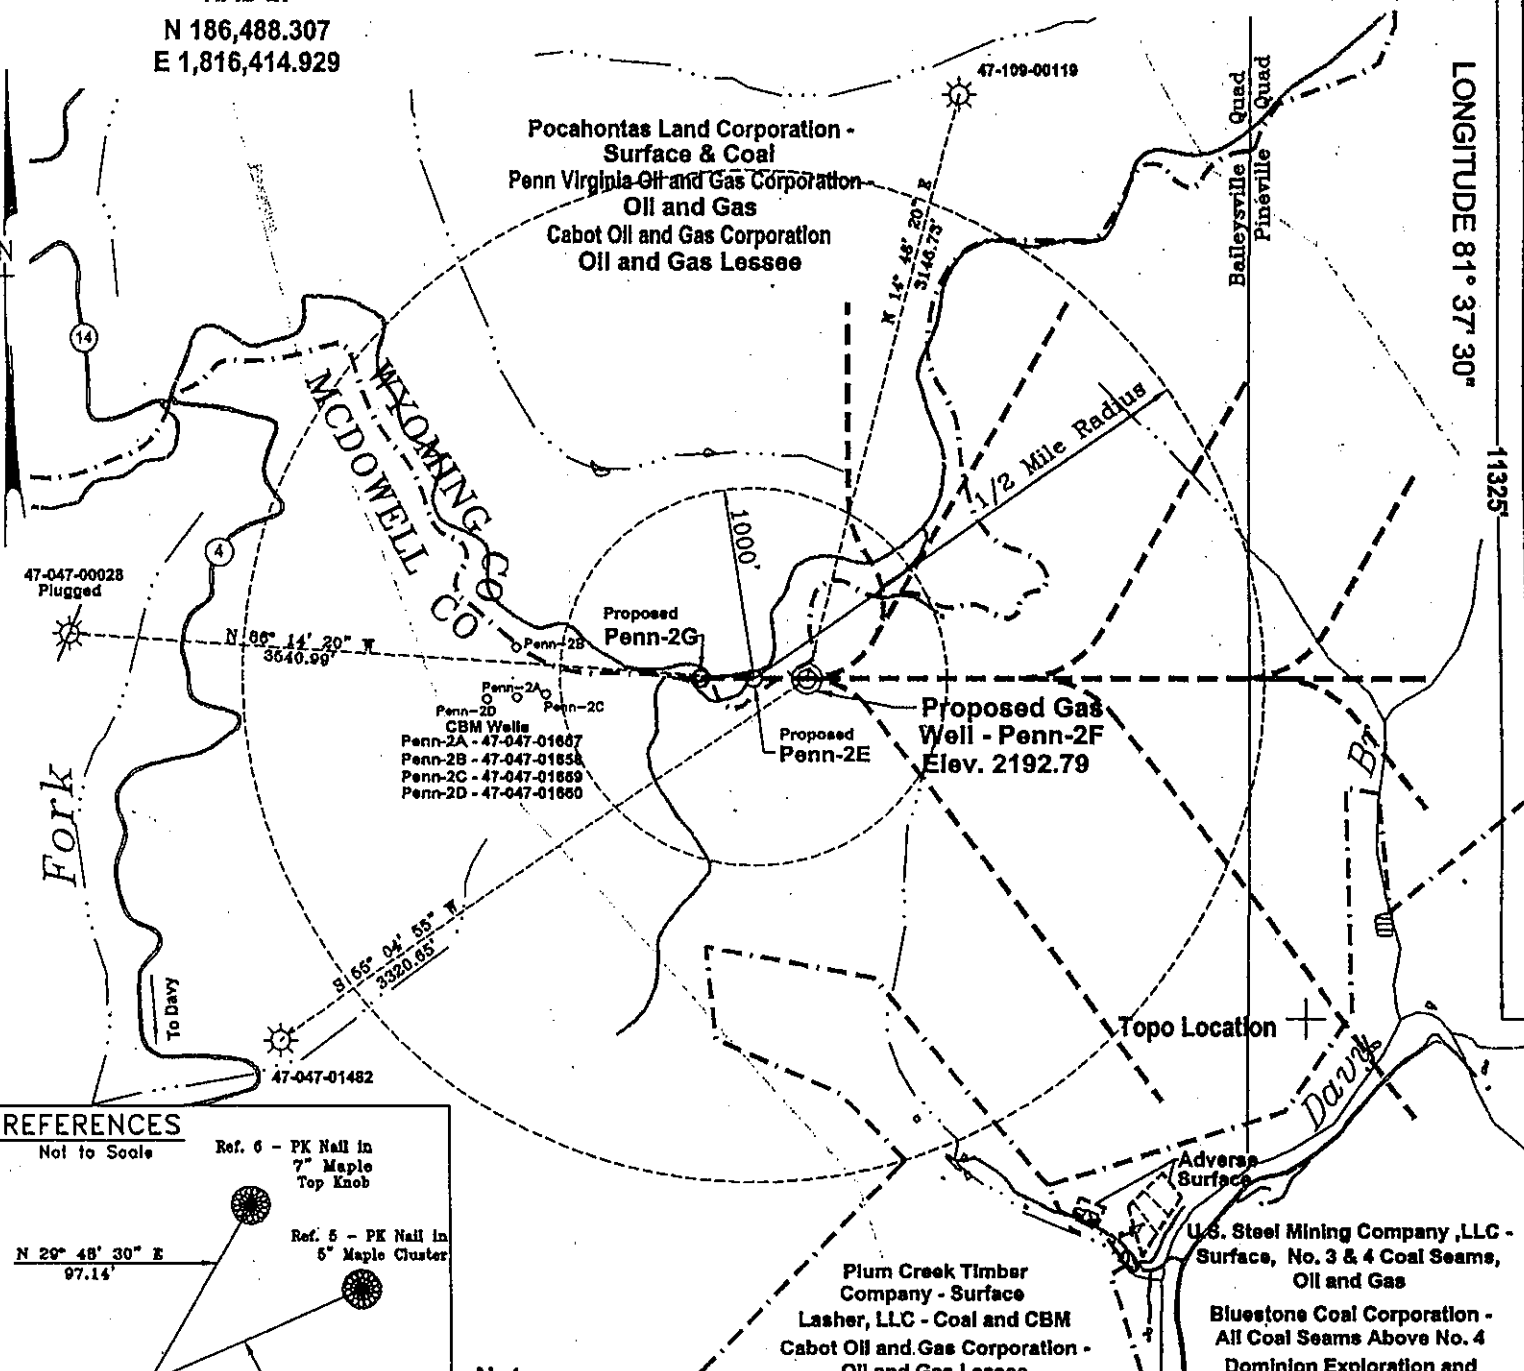 N 186,488.307
E 1,816,414.929
47-109-00119
Pocahontas Land Corporation -
Surface & Coal
Penn Virginia Oil and Gas Corporation -
Oil and Gas
Cabot Oil and Gas Corporation
Oil and Gas Lessee
N 14° 48' 20" E
3148.73'
Baileysville Quad
Pineville Quad
LONGITUDE 81° 37' 30"
11325'
14
WYOMING CO
MCDOWELL CO
1/2 Mile Radius
1000'
4
47-047-00028
Plugged
N 86° 14' 20" W
3540.99'
Penn-2B
Proposed
Penn-2G
Penn-2A
Penn-2D
Penn-2C
CBM Wells
Penn-2A - 47-047-01667
Penn-2B - 47-047-01658
Penn-2C - 47-047-01659
Penn-2D - 47-047-01660
Proposed
Penn-2E
Proposed Gas
Well - Penn-2F
Elev. 2192.79
Br
Fork
S 55° 04' 55" W
3320.65'
To Davy
47-047-01482
Topo Location
Davy
REFERENCES
Not to Scale
Ref. 6 - PK Nail in
7" Maple
Top Knob
Ref. 5 - PK Nail in
5" Maple Cluster
N 29° 48' 30" E
97.14'
Adverse
Surface
U.S. Steel Mining Company ,LLC -
Surface, No. 3 & 4 Coal Seams,
Oil and Gas
Plum Creek Timber
Company - Surface
Lasher, LLC - Coal and CBM
Cabot Oil and Gas Corporation -
Oil and Gas Lessee
Bluestone Coal Corporation -
All Coal Seams Above No. 4
Dominion Exploration and